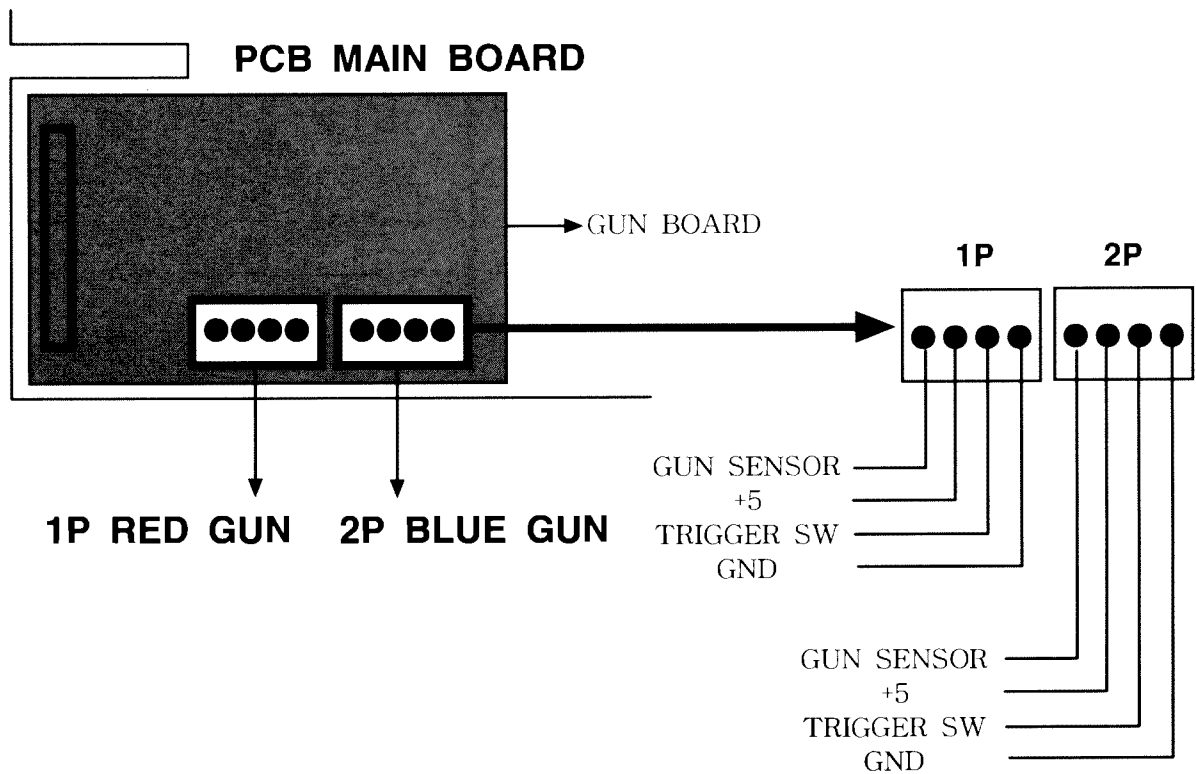 PCB MAIN BOARD
GUN BOARD
1P 2P
1P RED GUN 2P BLUE GUN
GUN SENSOR
+5
TRIGGER SW
GND
GUN SENSOR
+5
TRIGGER SW
GND